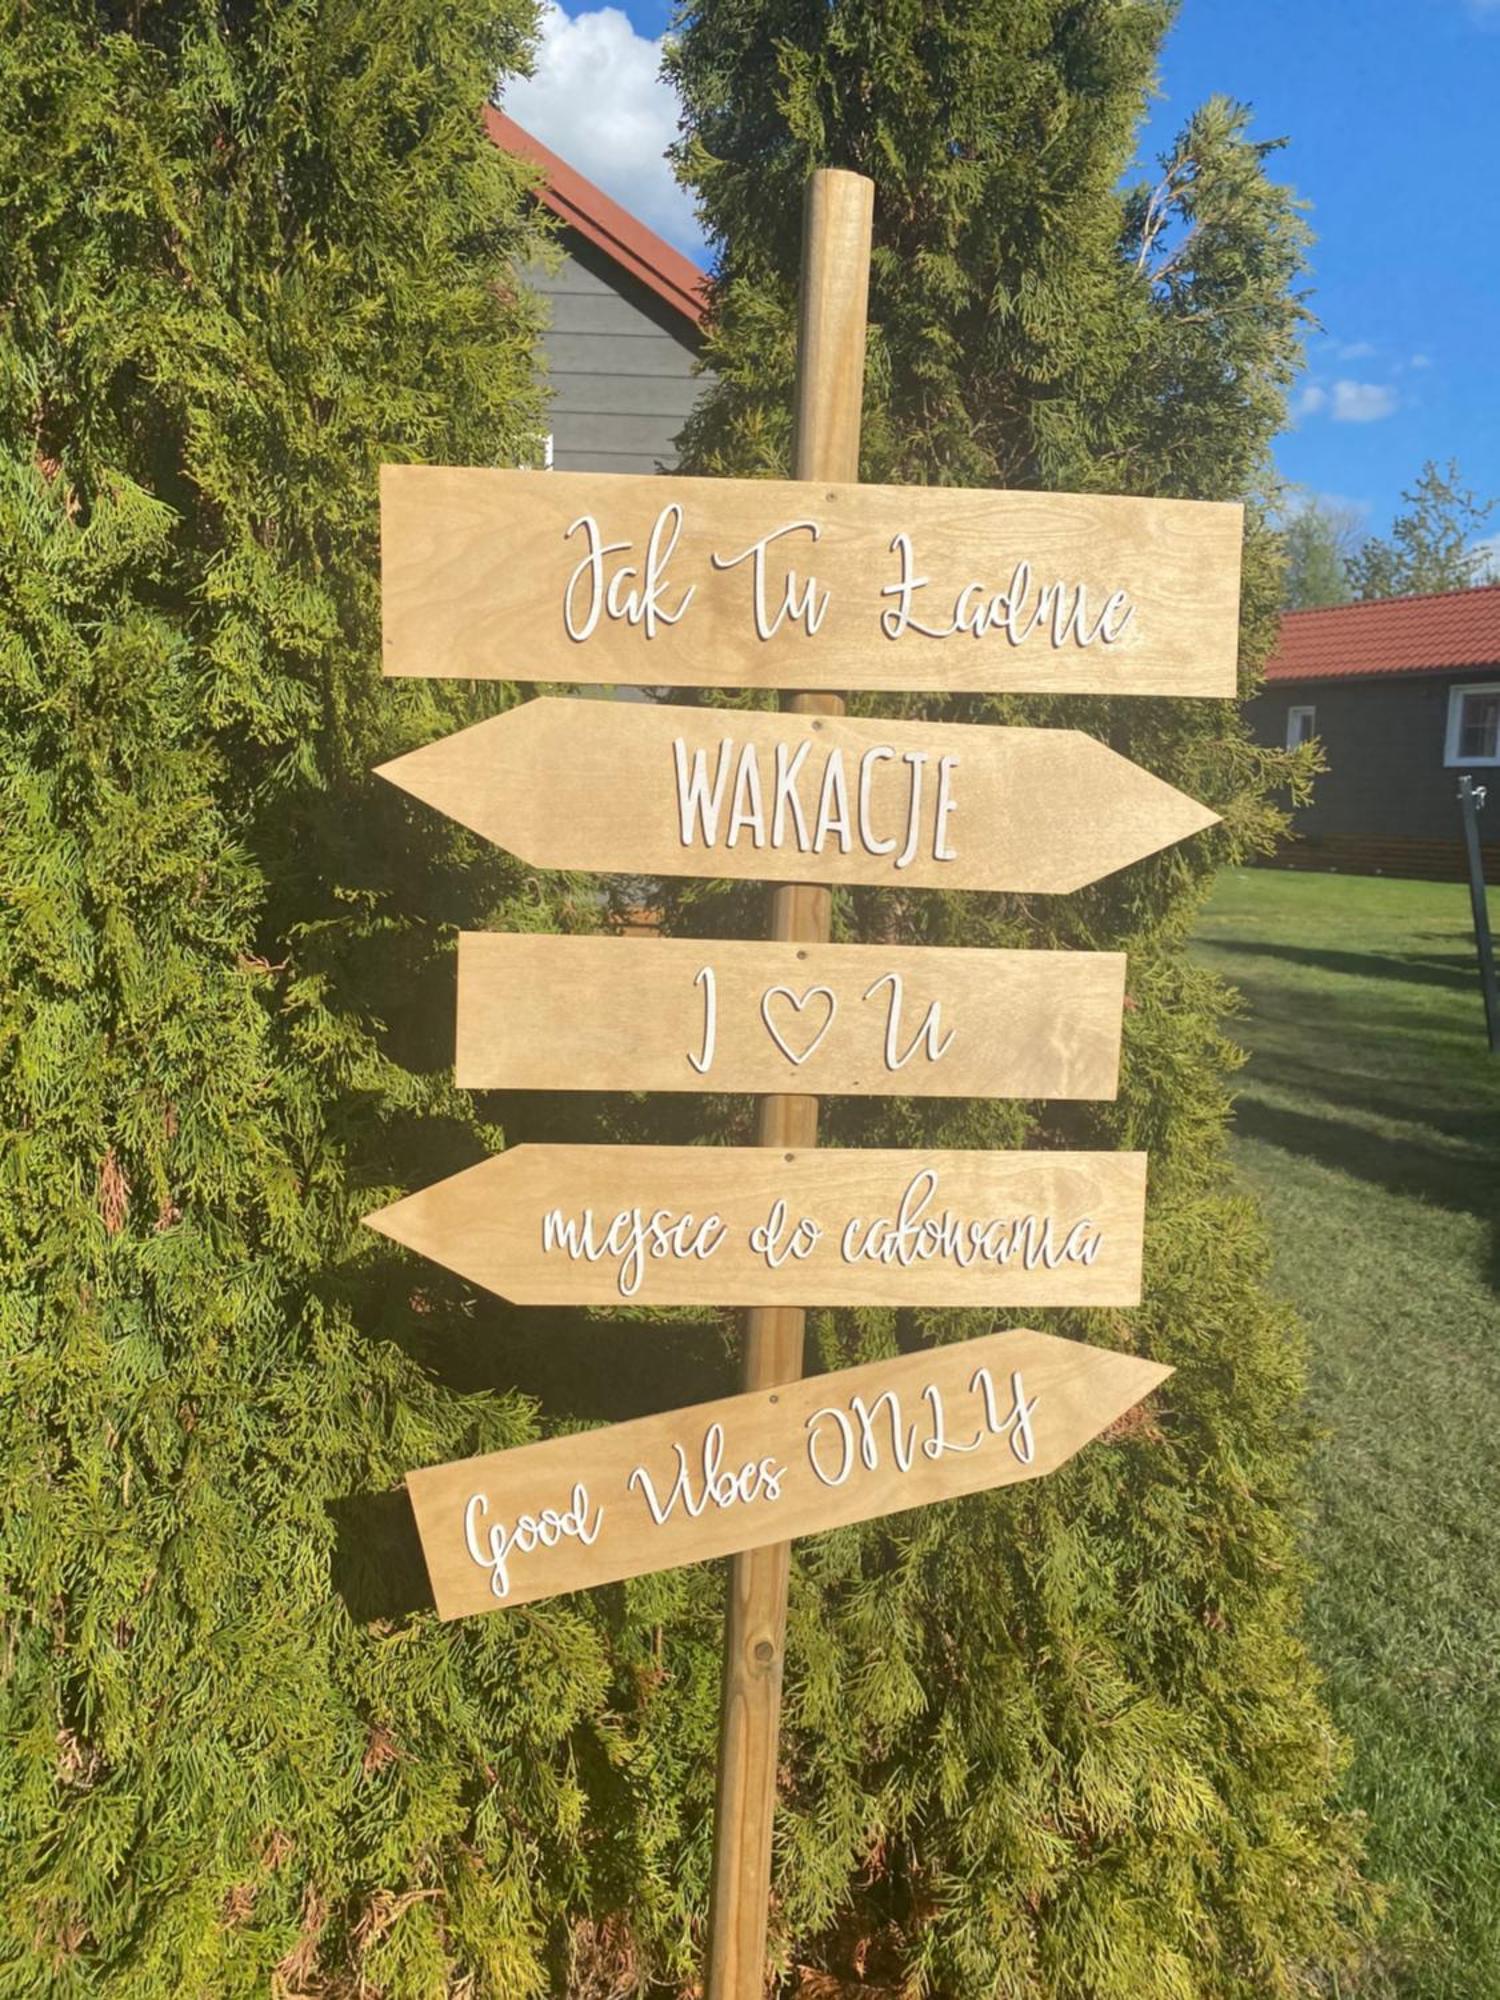 Jak Tu Ładnie
WAKACJE
I ♡ U
miejsce do całowania
Good Vibes ONLY